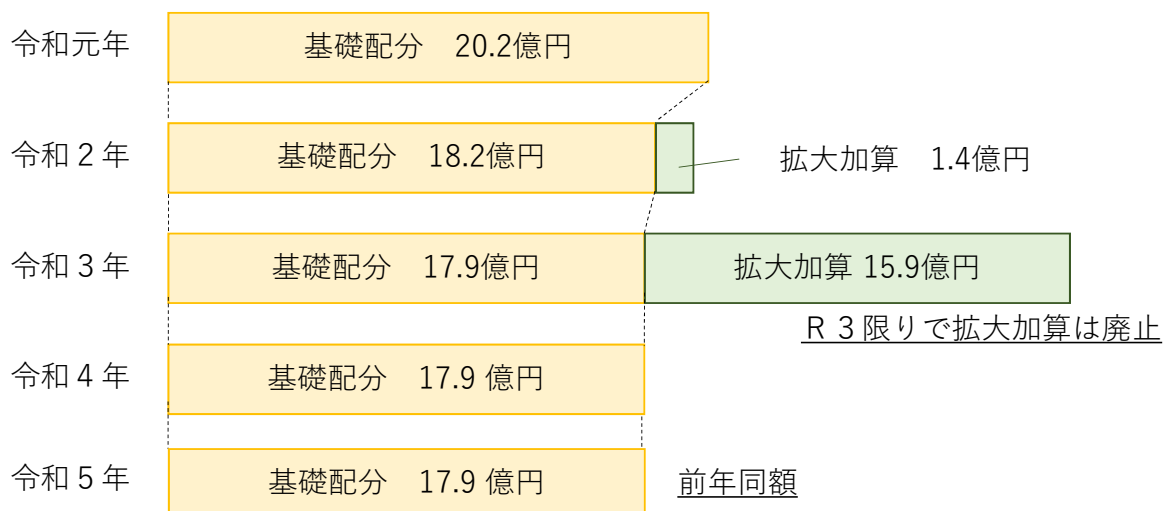 令和元年
基礎配分　20.2億円
令和２年
基礎配分　18.2億円
拡大加算　1.4億円
令和３年
基礎配分　17.9億円
拡大加算 15.9億円
Ｒ３限りで拡大加算は廃止
令和４年
基礎配分　17.9 億円
令和５年
基礎配分　17.9 億円
前年同額